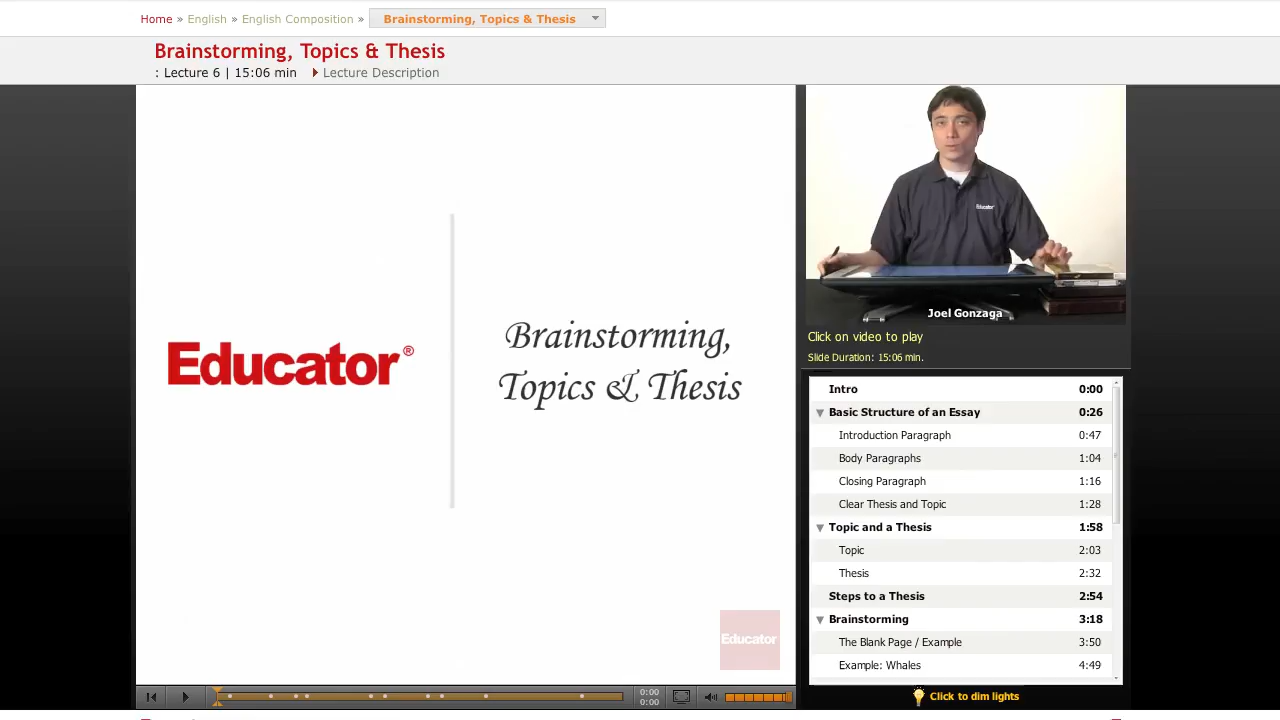 Home » English » English Composition » Brainstorming, Topics & Thesis
Brainstorming, Topics & Thesis
: Lecture 6 | 15:06 min Lecture Description
Educator®
Brainstorming,
Topics & Thesis
Educator
Educator
Joel Gonzaga
Click on video to play
Slide Duration: 15:06 min.
Intro 0:00
Basic Structure of an Essay 0:26
Introduction Paragraph 0:47
Body Paragraphs 1:04
Closing Paragraph 1:16
Clear Thesis and Topic 1:28
Topic and a Thesis 1:58
Topic 2:03
Thesis 2:32
Steps to a Thesis 2:54
Brainstorming 3:18
The Blank Page / Example 3:50
Example: Whales 4:49
0:00
0:00
Click to dim lights